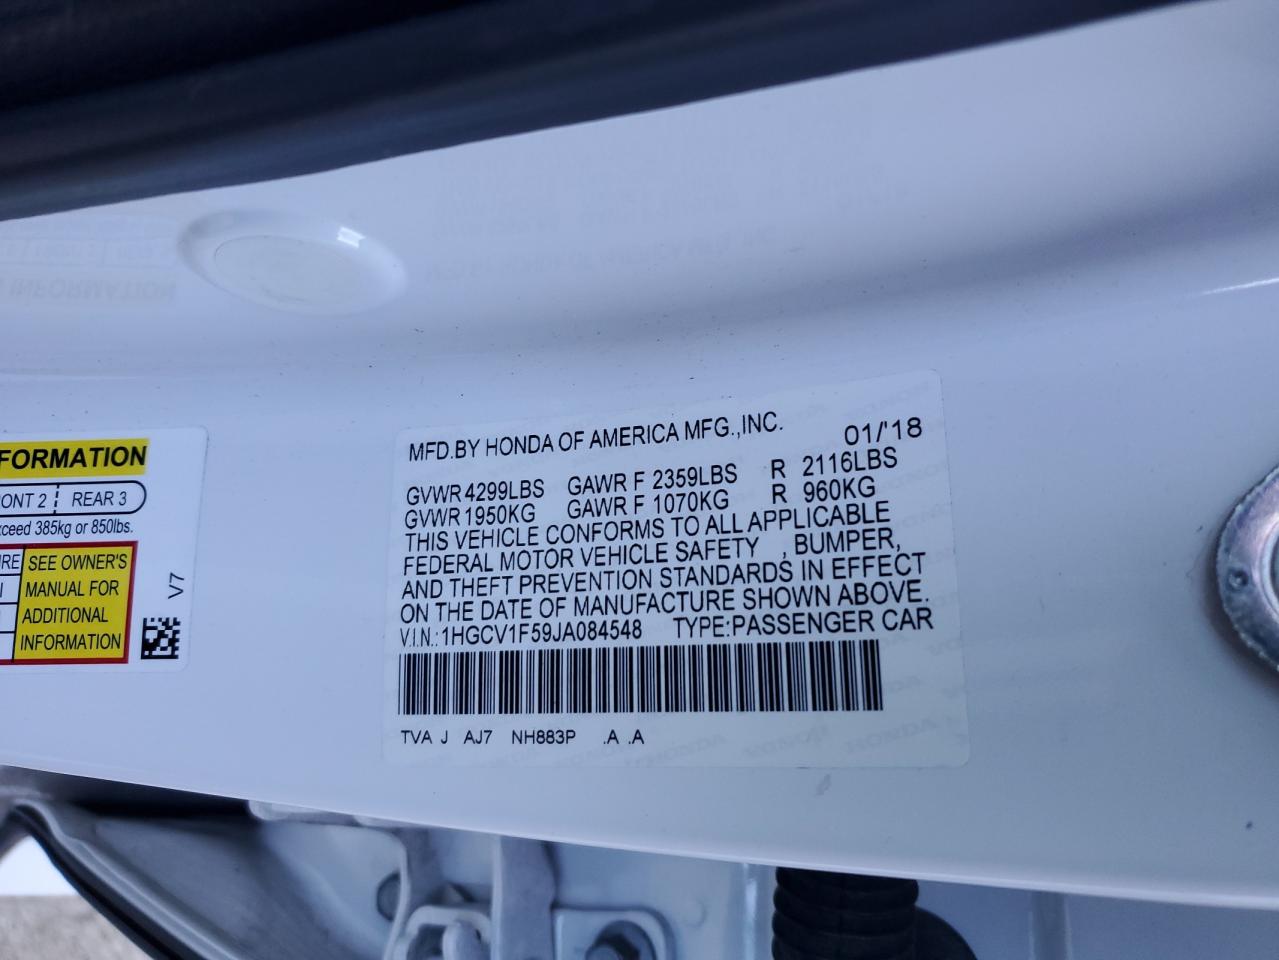 FORMATION
ONT 2 REAR 3
xceed 385kg or 850lbs.
RE
SEE OWNER'S
MANUAL FOR
ADDITIONAL
INFORMATION
V7
MFD.BY HONDA OF AMERICA MFG.,INC. 01/'18
GVWR 4299LBS GAWR F 2359LBS R 2116LBS
GVWR 1950KG GAWR F 1070KG R 960KG
THIS VEHICLE CONFORMS TO ALL APPLICABLE
FEDERAL MOTOR VEHICLE SAFETY , BUMPER,
AND THEFT PREVENTION STANDARDS IN EFFECT
ON THE DATE OF MANUFACTURE SHOWN ABOVE.
V.I.N.:1HGCV1F59JA084548 TYPE:PASSENGER CAR
TVA J AJ7 NH883P .A .A